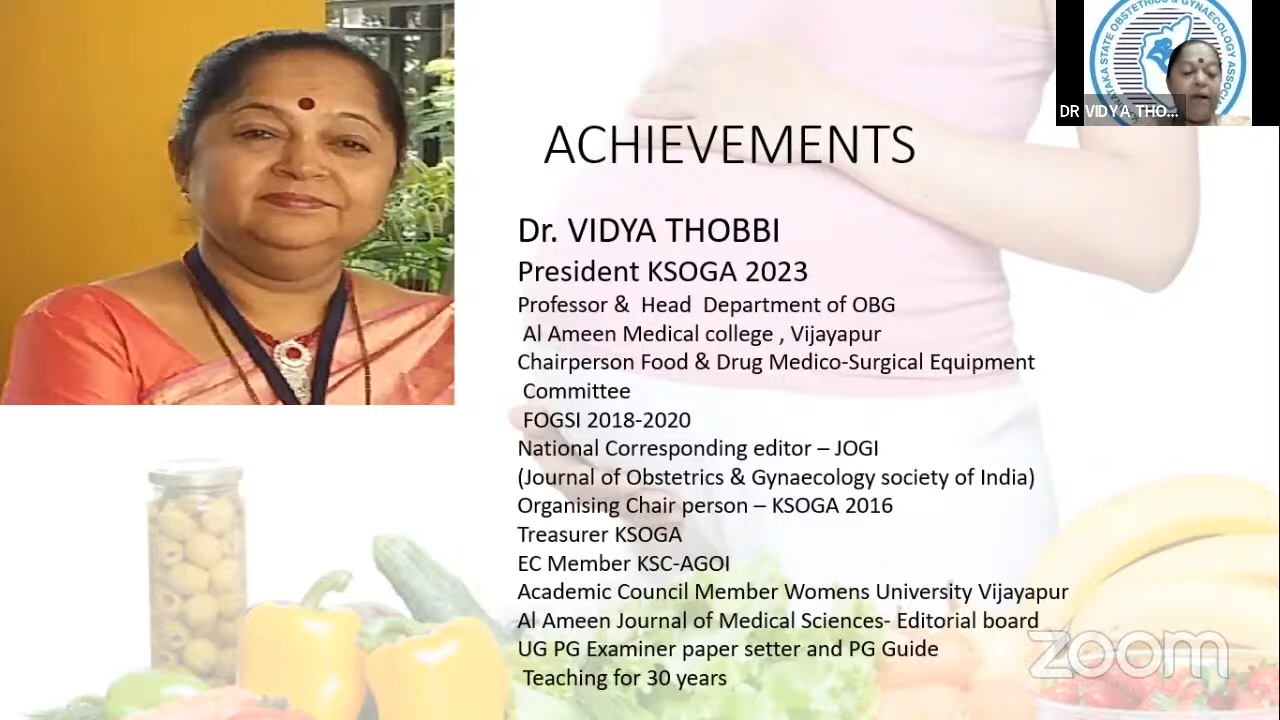 ACHIEVEMENTS
Dr. VIDYA THOBBI
President KSOGA 2023
Professor & Head Department of OBG
Al Ameen Medical college , Vijayapur
Chairperson Food & Drug Medico-Surgical Equipment
Committee
FOGSI 2018-2020
National Corresponding editor – JOGI
(Journal of Obstetrics & Gynaecology society of India)
Organising Chair person – KSOGA 2016
Treasurer KSOGA
EC Member KSC-AGOI
Academic Council Member Womens University Vijayapur
Al Ameen Journal of Medical Sciences- Editorial board
UG PG Examiner paper setter and PG Guide
Teaching for 30 years
STATE OBSTETRICS & GYNAECOLOGY
DR VIDYA THO...
zoom